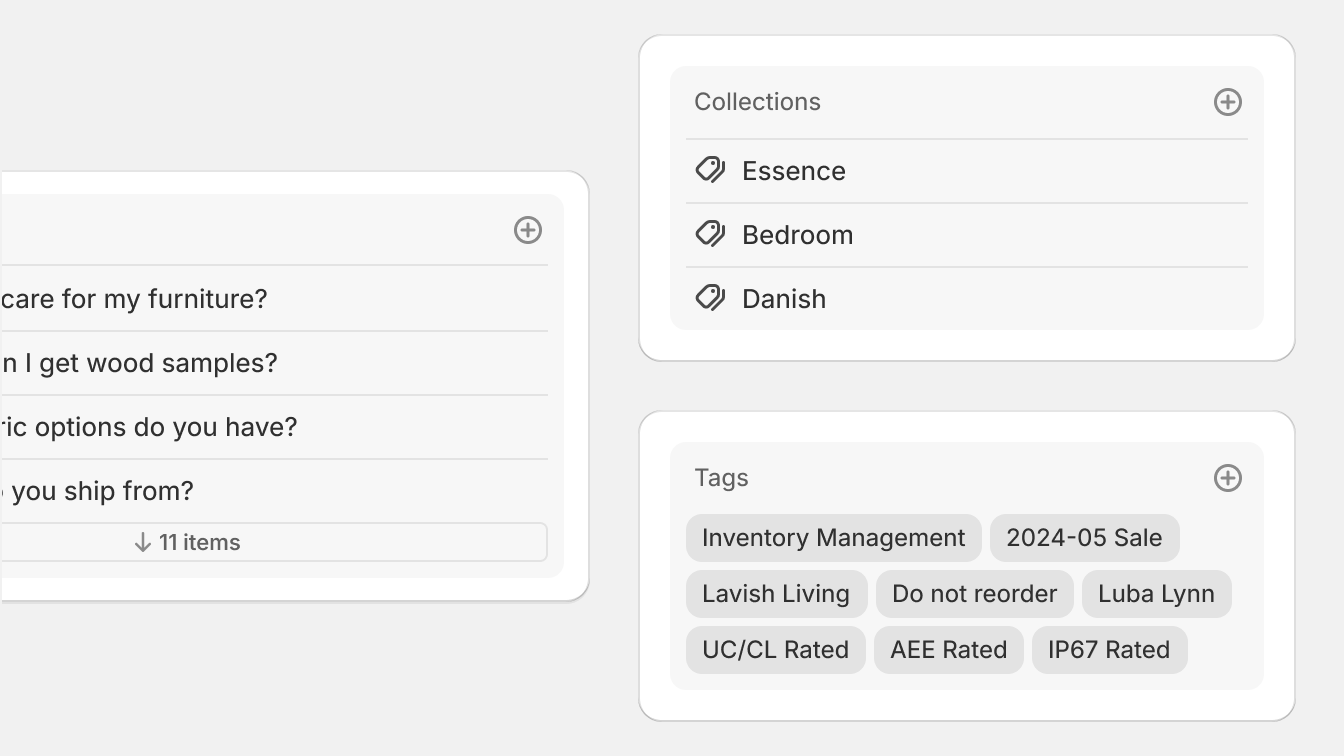 care for my furniture?
n I get wood samples?
ric options do you have?
you ship from?
11 items
Collections
Essence
Bedroom
Danish
Tags
Inventory Management 2024-05 Sale
Lavish Living Do not reorder Luba Lynn
UC/CL Rated AEE Rated IP67 Rated